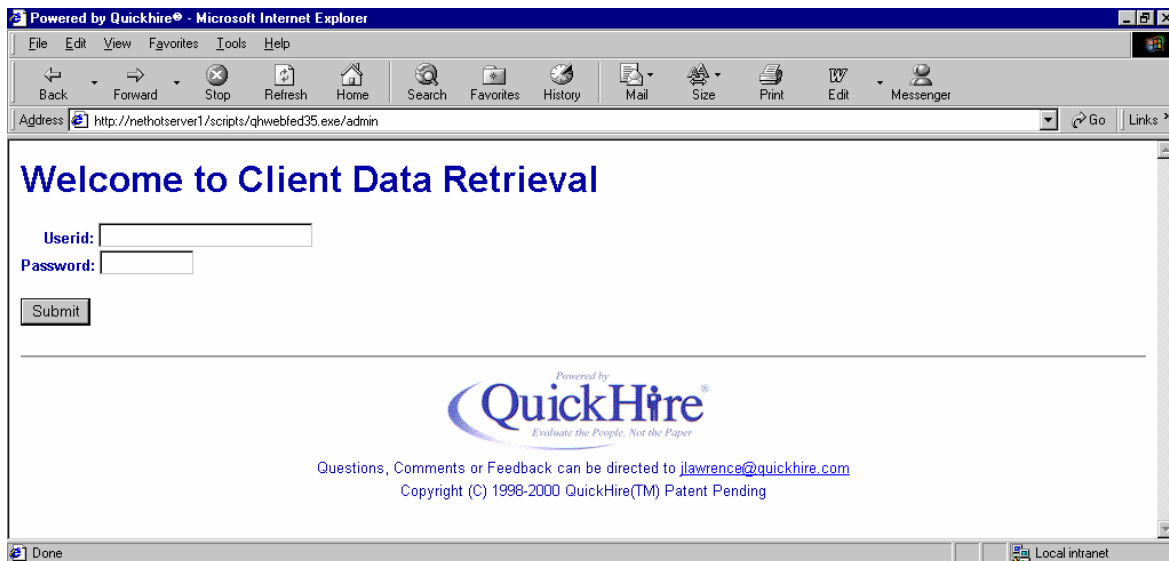 Powered by Quickhire® - Microsoft Internet Explorer
File Edit View Favorites Tools Help
Back Forward Stop Refresh Home Search Favorites History Mail Size Print Edit Messenger
Address http://nethotserver1/scripts/qhwebfed35.exe/admin Go Links »
Welcome to Client Data Retrieval
Userid:
Password:
Submit
Powered by
QuickHire®
Evaluate the People, Not the Paper
Questions, Comments or Feedback can be directed to jlawrence@quickhire.com
Copyright (C) 1998-2000 QuickHire(TM) Patent Pending
Done Local intranet